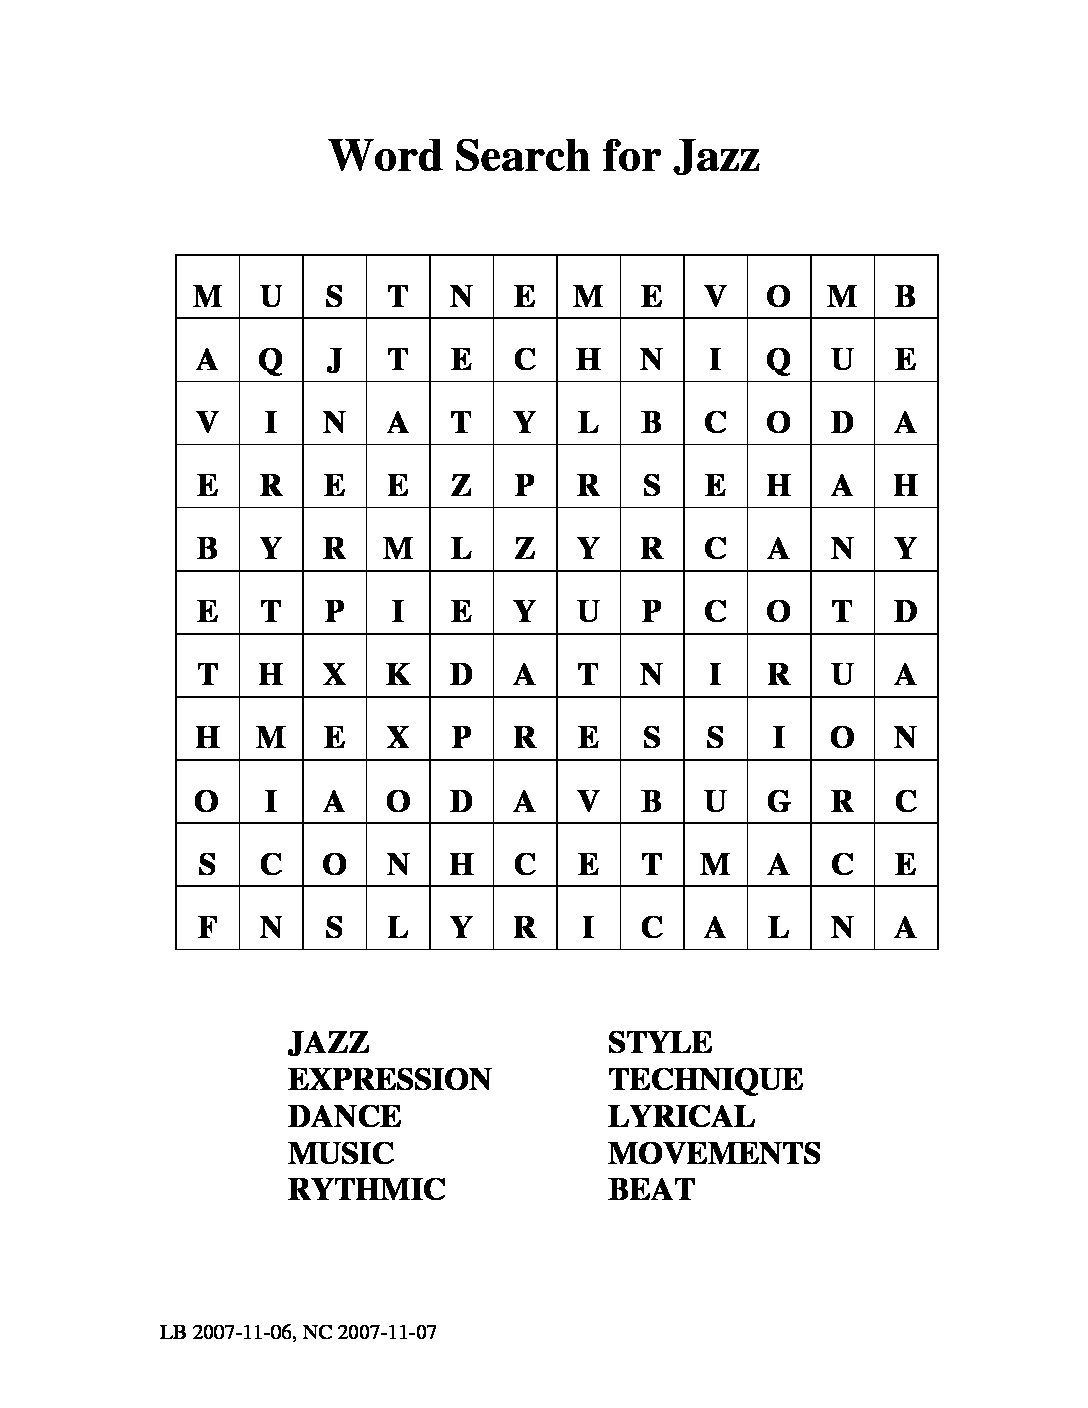 Word Search for Jazz
M U S T N E M E V O M B
A Q J T E C H N I Q U E
V I N A T Y L B C O D A
E R E E Z P R S E H A H
B Y R M L Z Y R C A N Y
E T P I E Y U P C O T D
T H X K D A T N I R U A
H M E X P R E S S I O N
O I A O D A V B U G R C
S C O N H C E T M A C E
F N S L Y R I C A L N A
JAZZ STYLE
EXPRESSION TECHNIQUE
DANCE LYRICAL
MUSIC MOVEMENTS
RYTHMIC BEAT
LB 2007-11-06, NC 2007-11-07